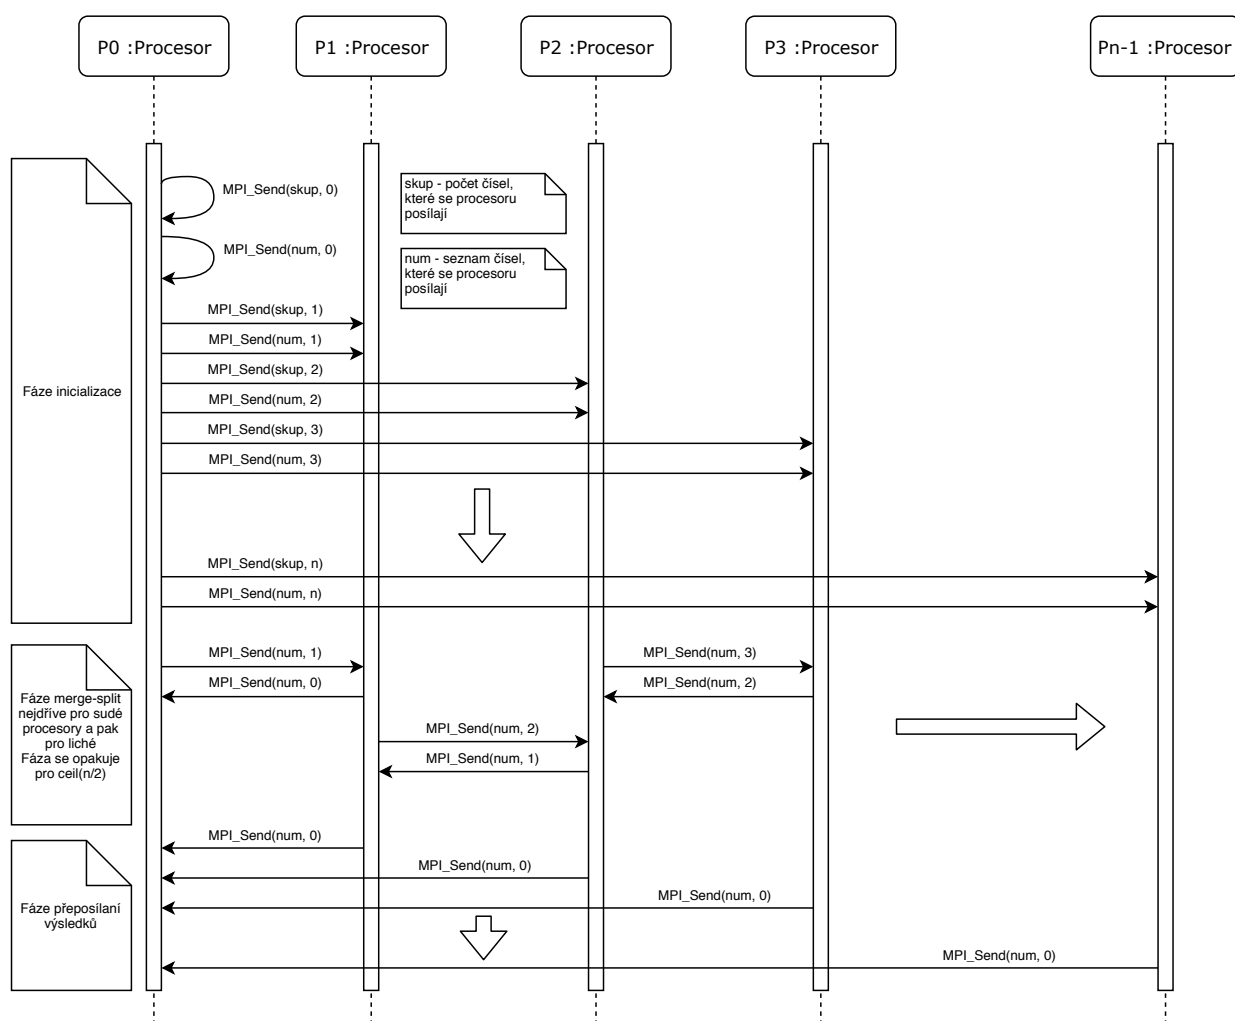 P0 :Procesor
P1 :Procesor
P2 :Procesor
P3 :Procesor
Pn-1 :Procesor
MPI_Send(skup, 0)
skup - počet čísel,
které se procesoru
posílají
MPI_Send(num, 0)
num - seznam čísel,
které se procesoru
posílají
MPI_Send(skup, 1)
MPI_Send(num, 1)
MPI_Send(skup, 2)
Fáze inicializace
MPI_Send(num, 2)
MPI_Send(skup, 3)
MPI_Send(num, 3)
MPI_Send(skup, n)
MPI_Send(num, n)
MPI_Send(num, 1)
MPI_Send(num, 3)
MPI_Send(num, 0)
MPI_Send(num, 2)
Fáze merge-split
nejdříve pro sudé
procesory a pak
pro liché
Fáza se opakuje
pro ceil(n/2)
MPI_Send(num, 2)
MPI_Send(num, 1)
MPI_Send(num, 0)
MPI_Send(num, 0)
MPI_Send(num, 0)
Fáze přeposílaní
výsledků
MPI_Send(num, 0)